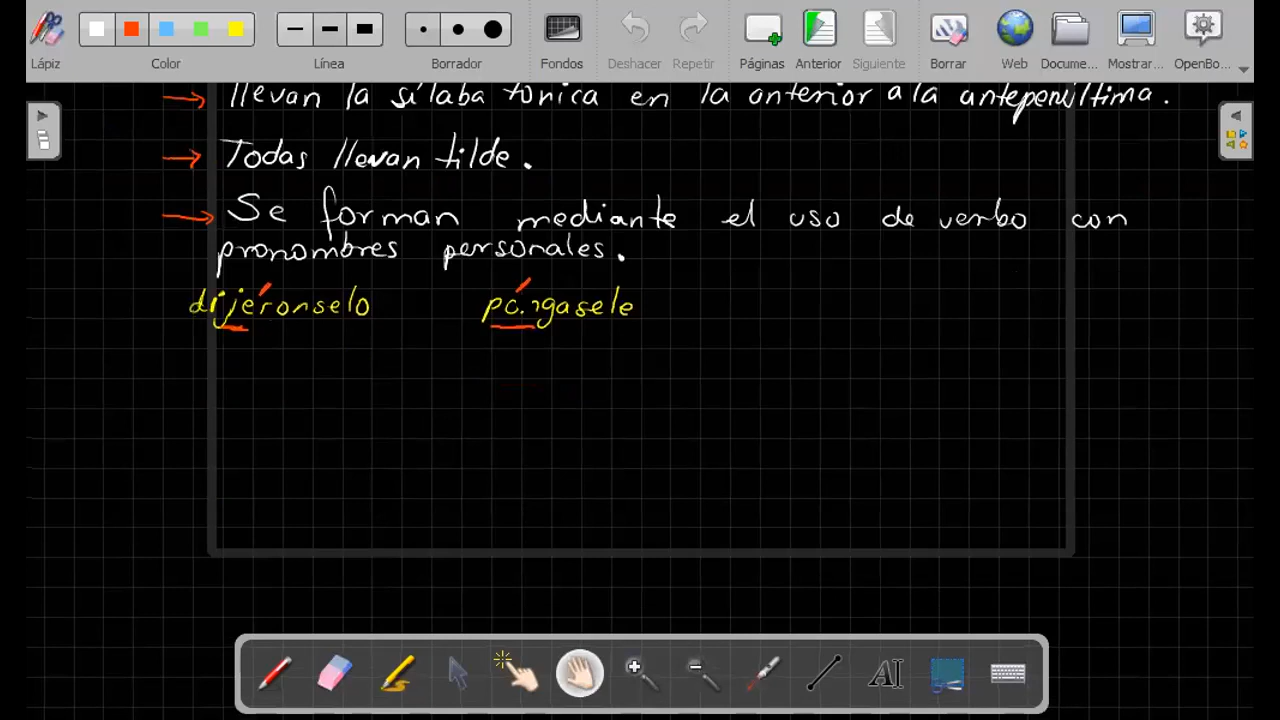 Lápiz Color Línea Borrador Fondos Deshacer Repetir Páginas Anterior Siguiente Borrar Web Docume... Mostrar... OpenBo...
llevan la sílaba tónica en la anterior a la antepenúltima.
Todas llevan tilde.
Se forman mediante el uso de verbo con
pronombres personales.
dijéronselo póngasele
AI